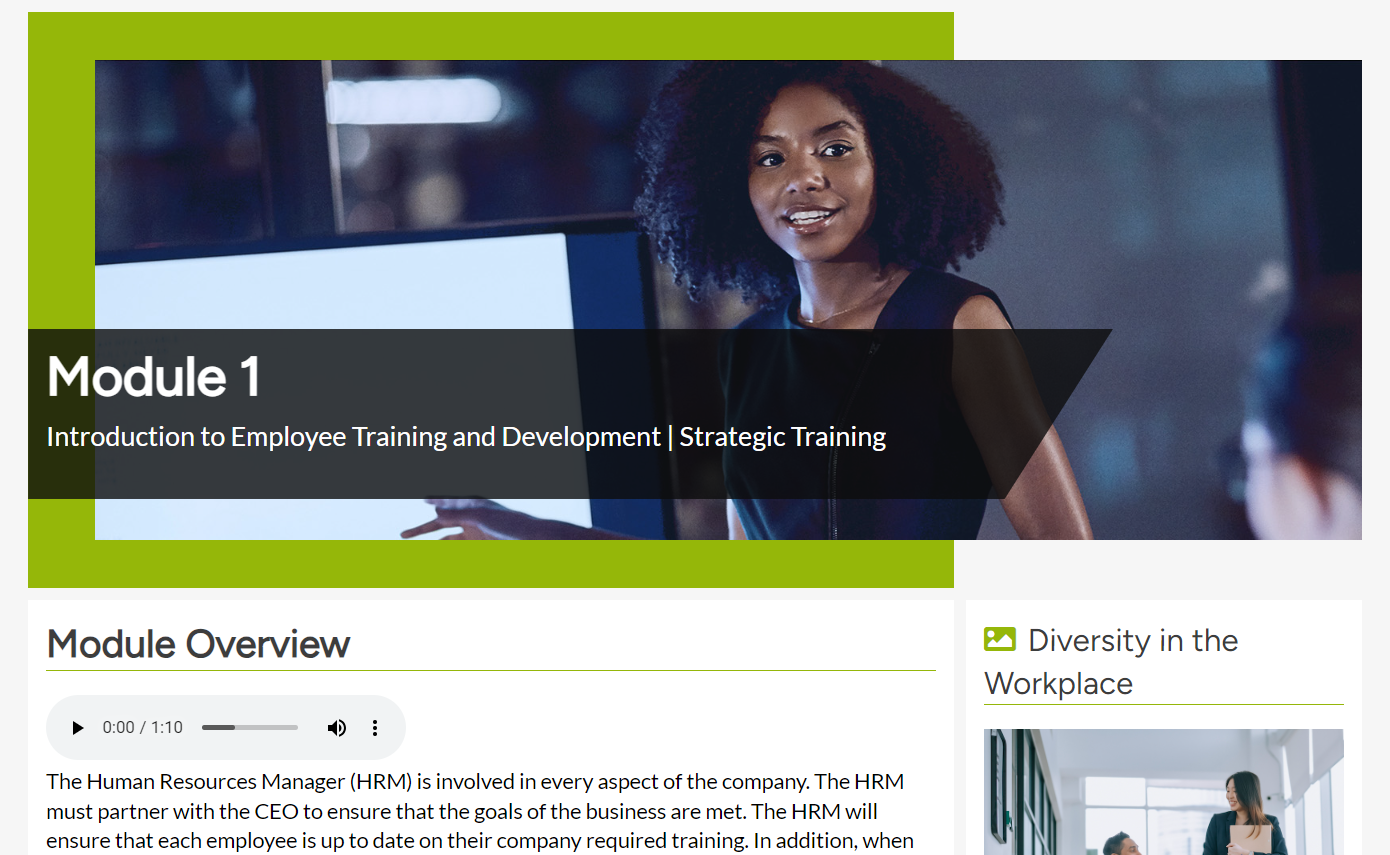 Module 1
Introduction to Employee Training and Development | Strategic Training
Module Overview
0:00 / 1:10
The Human Resources Manager (HRM) is involved in every aspect of the company. The HRM
must partner with the CEO to ensure that the goals of the business are met. The HRM will
ensure that each employee is up to date on their company required training. In addition, when
Diversity in the
Workplace